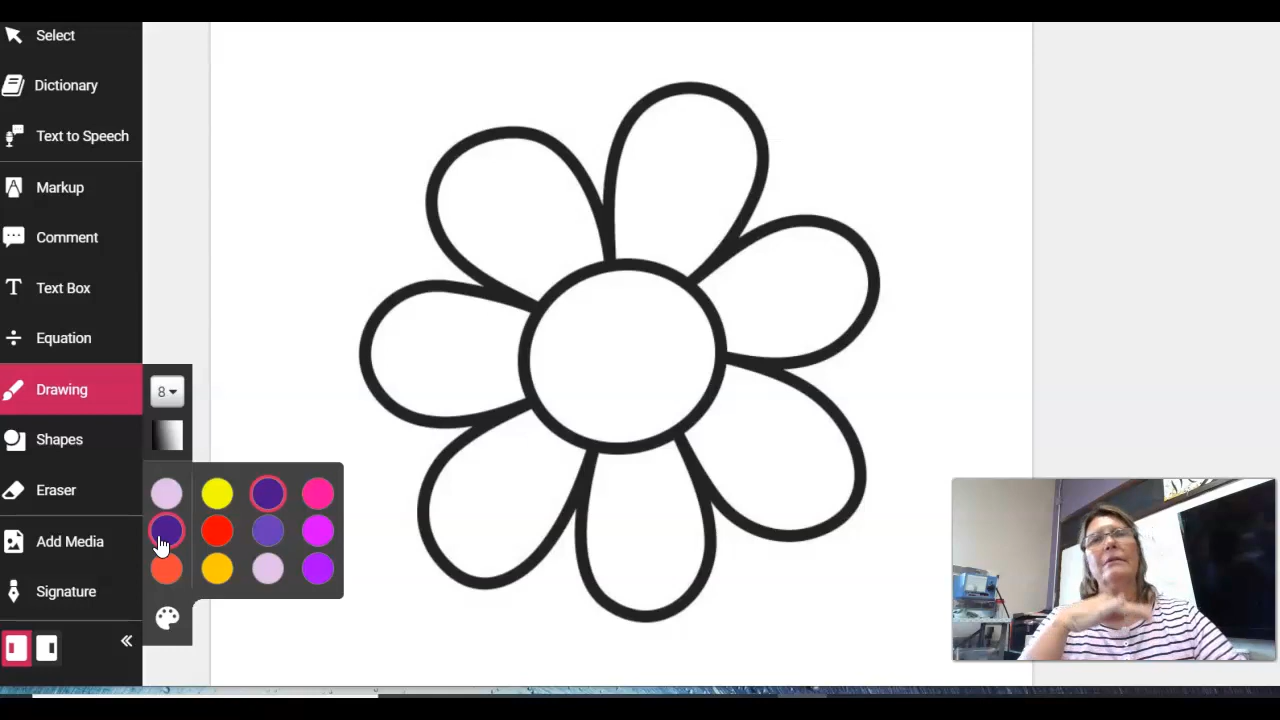 Select
Dictionary
Text to Speech
Markup
Comment
Text Box
Equation
Drawing
8
Shapes
Eraser
Add Media
Signature